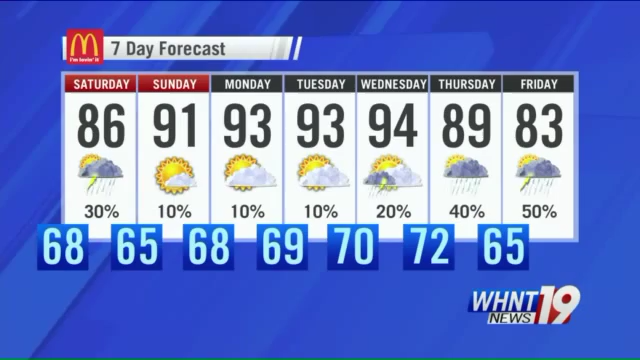 M
i'm lovin' it
7 Day Forecast
SATURDAY SUNDAY MONDAY TUESDAY WEDNESDAY THURSDAY FRIDAY
86 91 93 93 94 89 83
30% 10% 10% 10% 20% 40% 50%
68 65 68 69 70 72 65
WHNT 19
NEWS